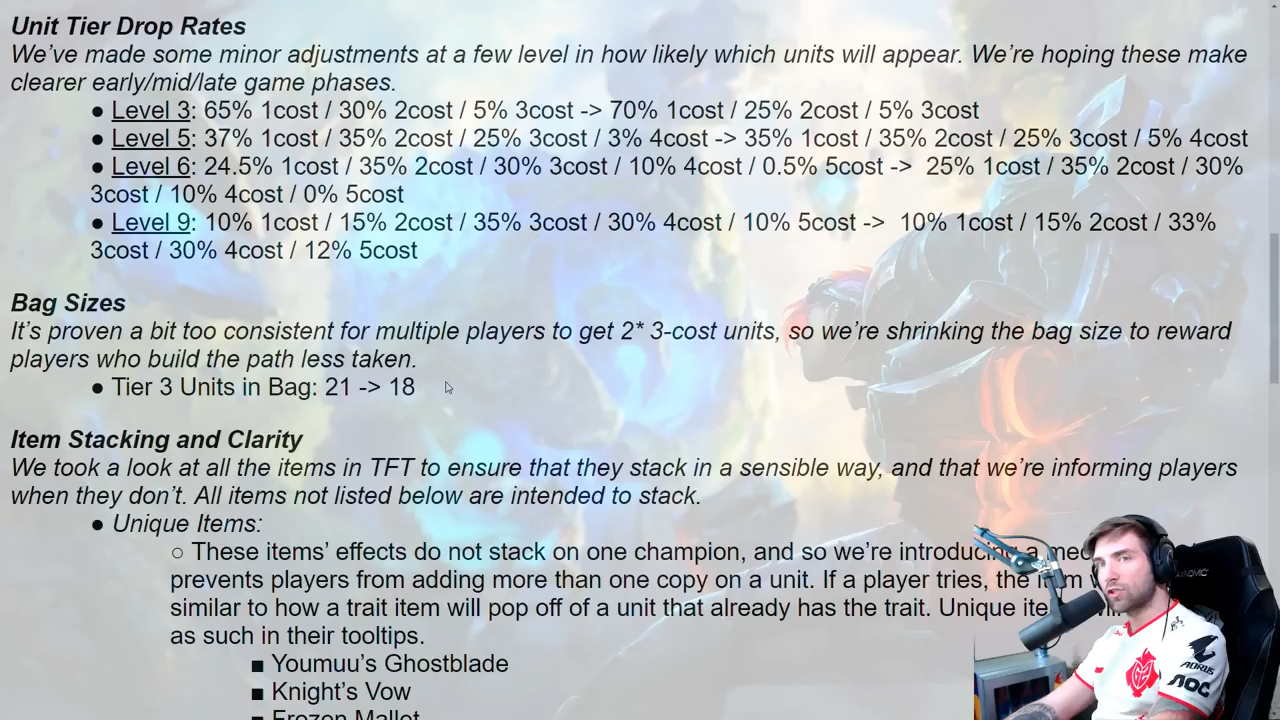 Unit Tier Drop Rates
We've made some minor adjustments at a few level in how likely which units will appear. We're hoping these make
clearer early/mid/late game phases.
● Level 3: 65% 1cost / 30% 2cost / 5% 3cost -> 70% 1cost / 25% 2cost / 5% 3cost
● Level 5: 37% 1cost / 35% 2cost / 25% 3cost / 3% 4cost -> 35% 1cost / 35% 2cost / 25% 3cost / 5% 4cost
● Level 6: 24.5% 1cost / 35% 2cost / 30% 3cost / 10% 4cost / 0.5% 5cost -> 25% 1cost / 35% 2cost / 30%
3cost / 10% 4cost / 0% 5cost
● Level 9: 10% 1cost / 15% 2cost / 35% 3cost / 30% 4cost / 10% 5cost -> 10% 1cost / 15% 2cost / 33%
3cost / 30% 4cost / 12% 5cost
Bag Sizes
It's proven a bit too consistent for multiple players to get 2* 3-cost units, so we're shrinking the bag size to reward
players who build the path less taken.
● Tier 3 Units in Bag: 21 -> 18
Item Stacking and Clarity
We took a look at all the items in TFT to ensure that they stack in a sensible way, and that we're informing players
when they don't. All items not listed below are intended to stack.
● Unique Items:
○ These items' effects do not stack on one champion, and so we're introducing a
prevents players from adding more than one copy on a unit. If a player tries, the item
similar to how a trait item will pop off of a unit that already has the trait. Unique
as such in their tooltips.
■ Youmuu's Ghostblade
■ Knight's Vow
■ Frozen Mallet
AORUS
AOC